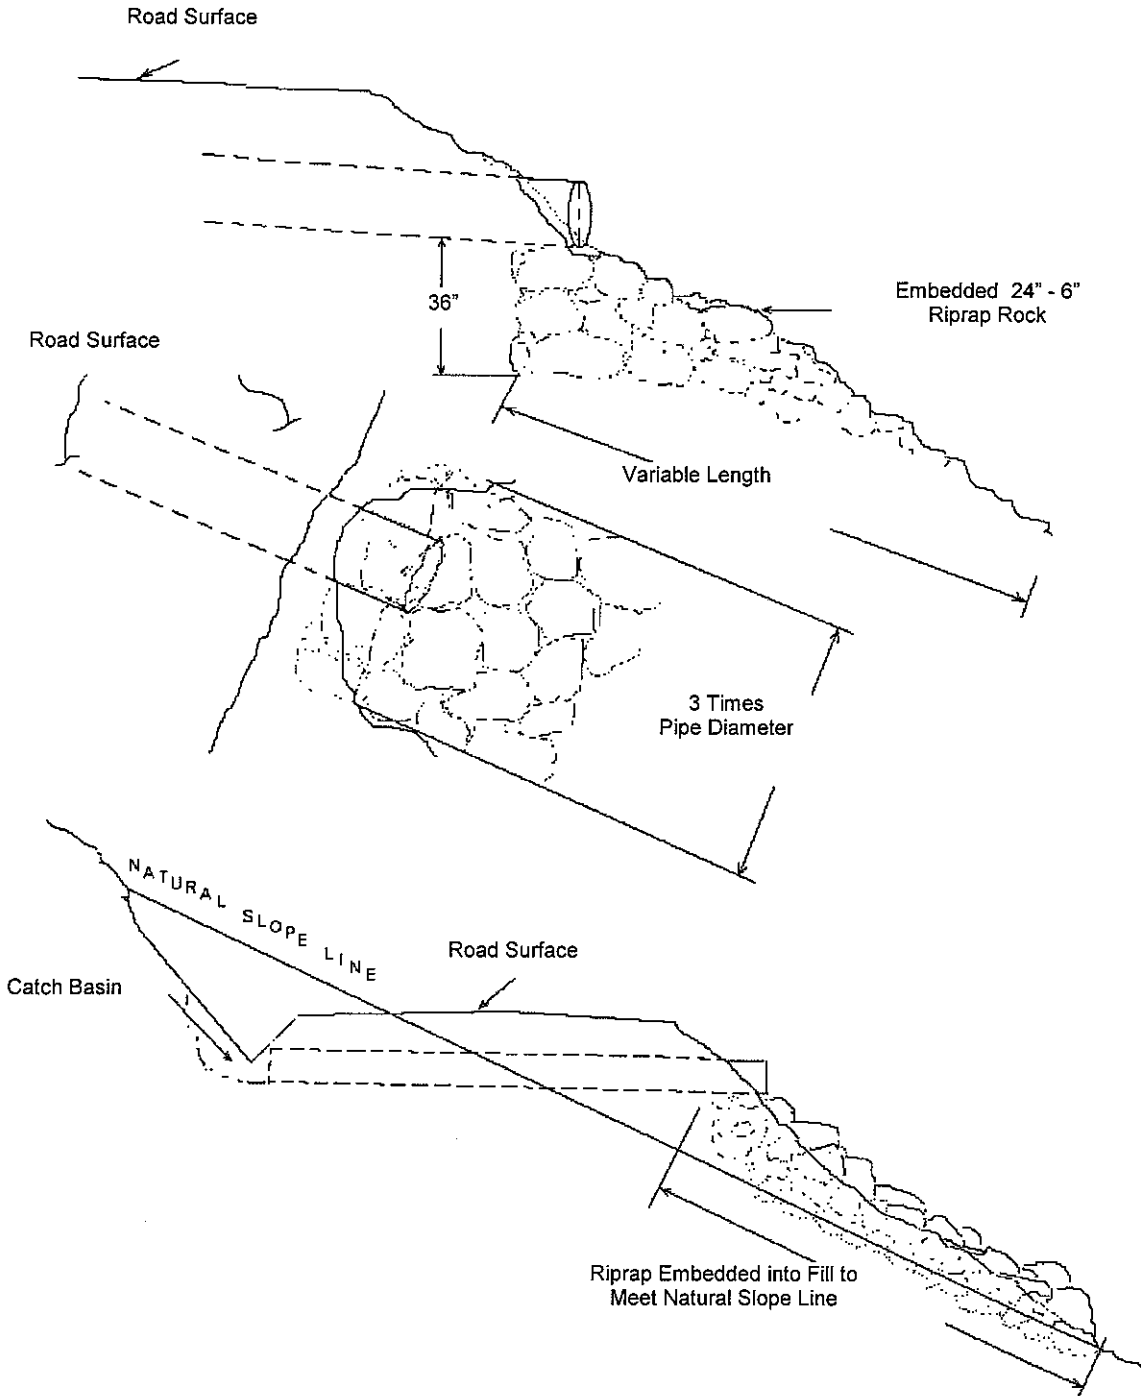 Road Surface
36”
Embedded 24” - 6”
Riprap Rock
Road Surface
Variable Length
3 Times
Pipe Diameter
NATURAL SLOPE LINE
Road Surface
Catch Basin
Riprap Embedded into Fill to
Meet Natural Slope Line